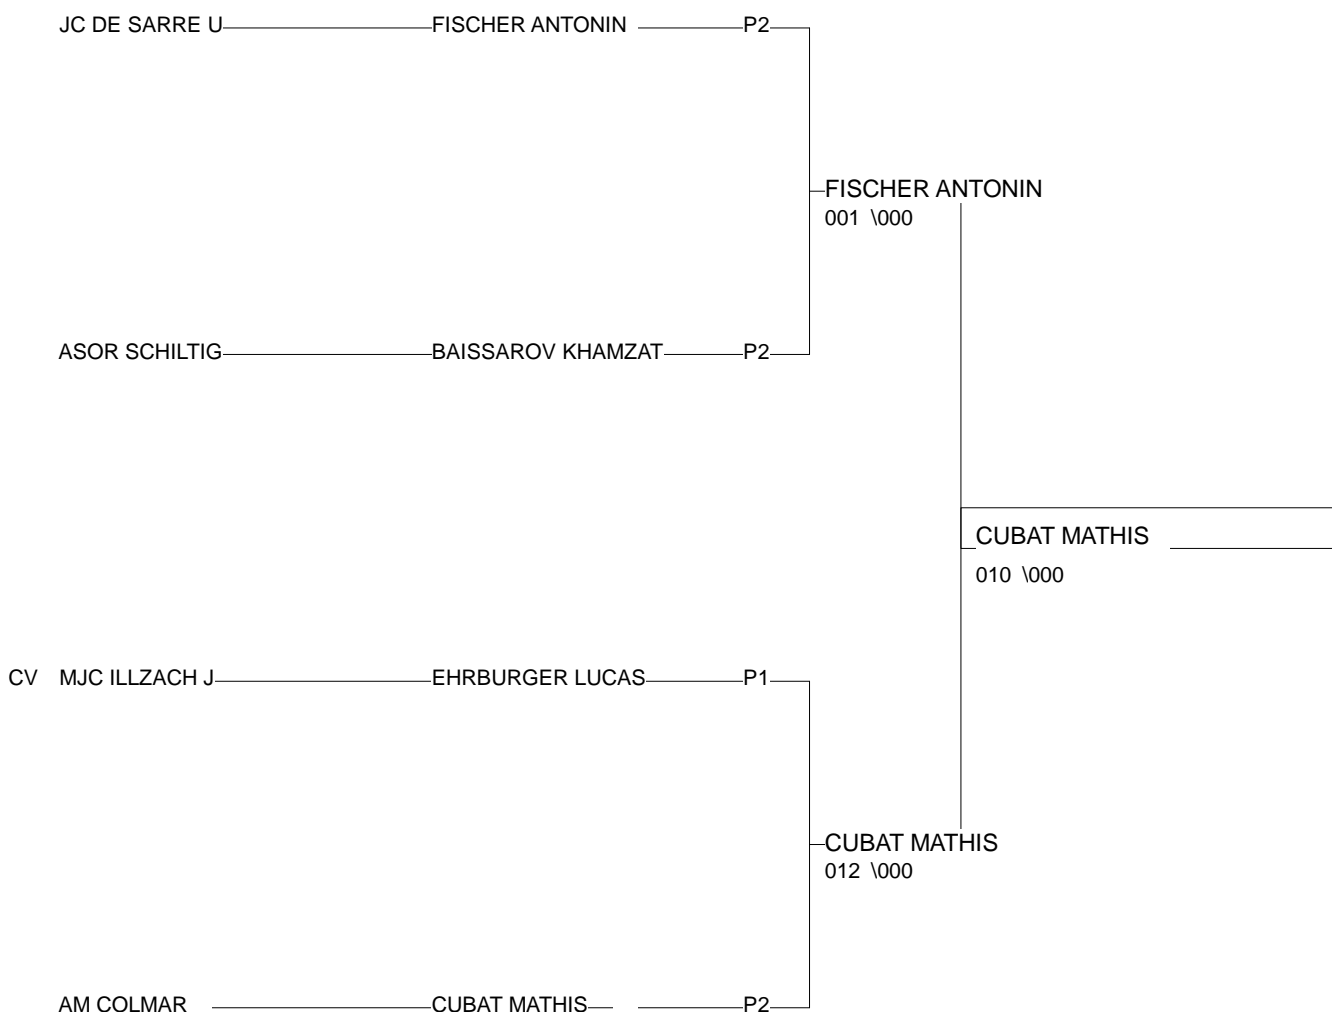 JC DE SARRE U FISCHER ANTONIN P2
FISCHER ANTONIN
001 \000
ASOR SCHILTIG BAISSAROV KHAMZAT P2
CUBAT MATHIS
010 \000
CV MJC ILLZACH J EHRBURGER LUCAS P1
CUBAT MATHIS
012 \000
AM COLMAR CUBAT MATHIS P2